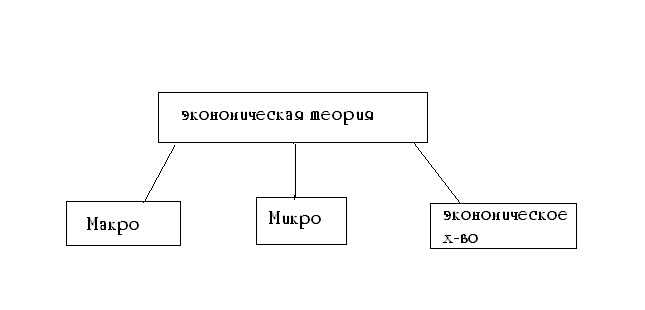 экономическая теория
Макро
Микро
экономическое
х-во